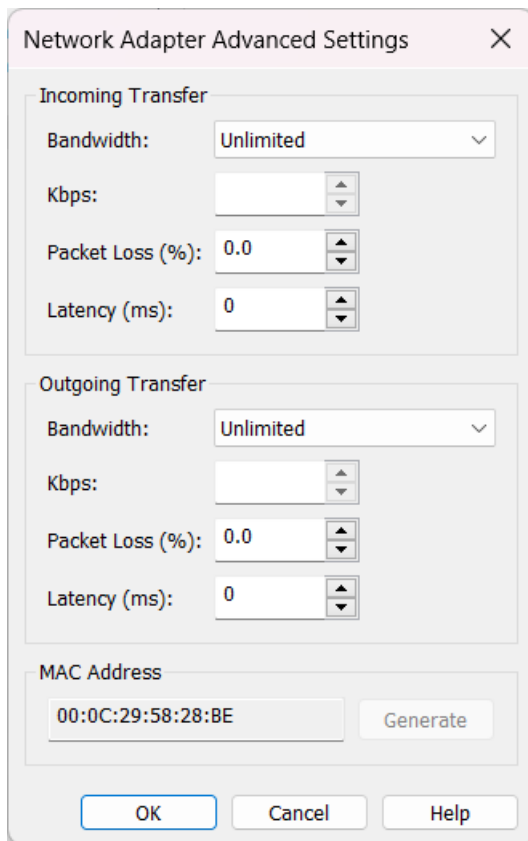 Network Adapter Advanced Settings
Incoming Transfer
Bandwidth: Unlimited
Kbps:
Packet Loss (%): 0.0
Latency (ms): 0
Outgoing Transfer
Bandwidth: Unlimited
Kbps:
Packet Loss (%): 0.0
Latency (ms): 0
MAC Address
00:0C:29:58:28:BE Generate
OK Cancel Help